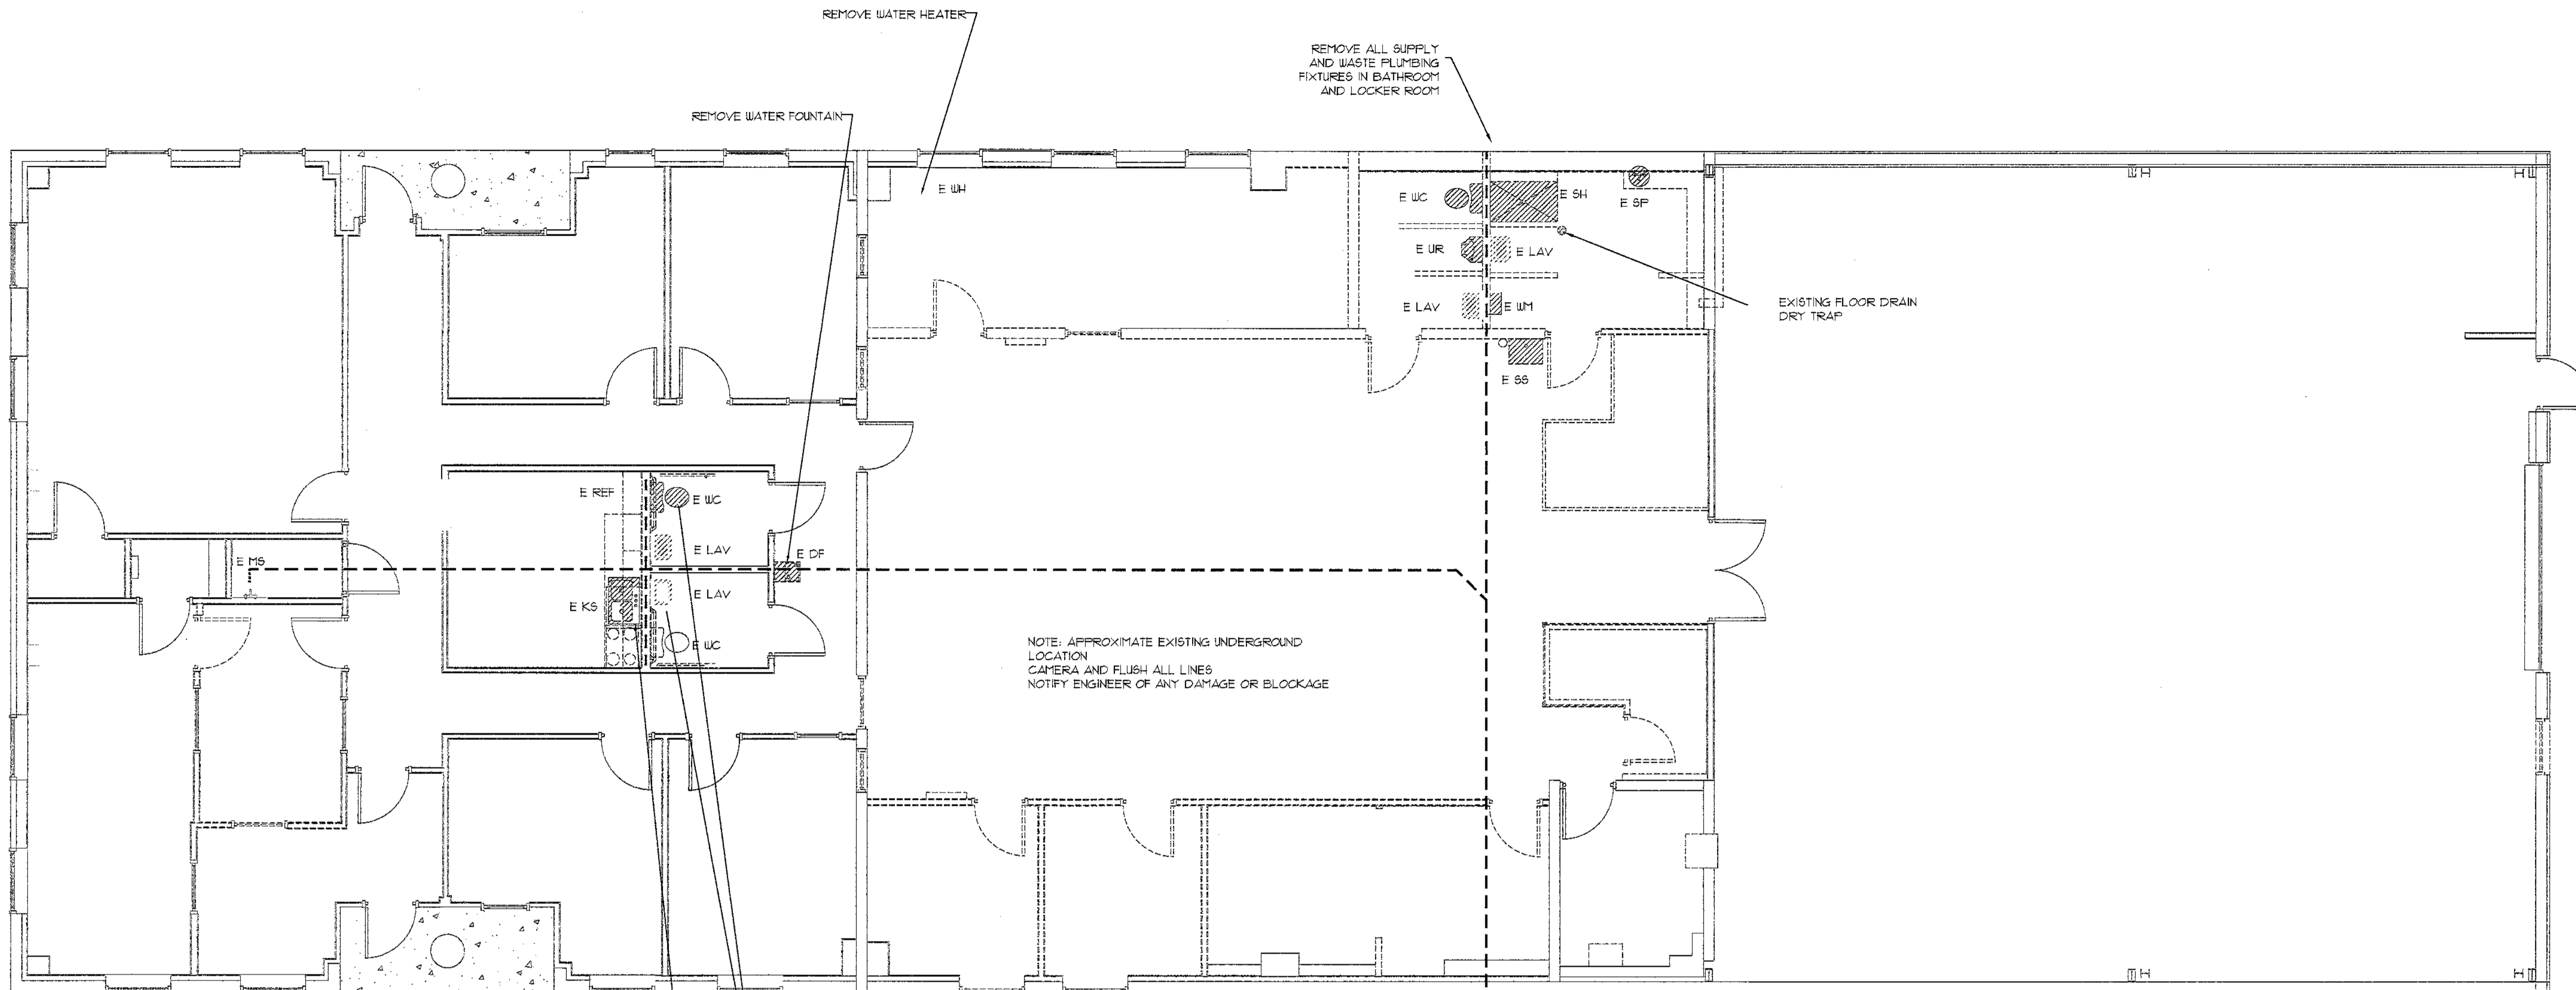 REMOVE WATER HEATER
REMOVE ALL SUPPLY
AND WASTE PLUMBING
FIXTURES IN BATHROOM
AND LOCKER ROOM
REMOVE WATER FOUNTAIN
E WH
E WC
E SH
E SP
E UR
E LAV
E LAV
E WM
EXISTING FLOOR DRAIN
DRY TRAP
E SS
E REF
E WC
E LAV
E DF
E MS
E KS
E LAV
E WC
NOTE: APPROXIMATE EXISTING UNDERGROUND
LOCATION
CAMERA AND FLUSH ALL LINES
NOTIFY ENGINEER OF ANY DAMAGE OR BLOCKAGE